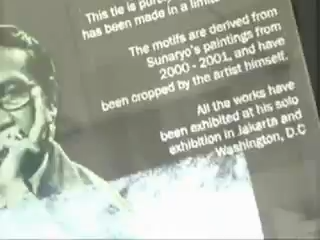 This tie is
has been made in a limit
The motifs are derived from
Sunaryo's paintings from
2000 - 2001, and have
been cropped by the artist himself.
All the works have
been exhibited at his solo
exhibition in Jakarta and
Washington, D.C